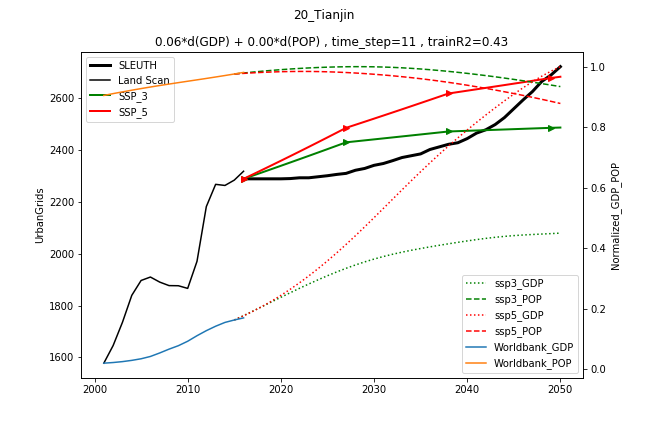 20_Tianjin
0.06*d(GDP) + 0.00*d(POP) , time_step=11 , trainR2=0.43
SLEUTH
Land Scan
SSP_3
SSP_5
2600
2400
2200
2000
1800
1600
UrbanGrids
1.0
0.8
0.6
0.4
0.2
0.0
Normalized_GDP_POP
ssp3_GDP
ssp3_POP
ssp5_GDP
ssp5_POP
Worldbank_GDP
Worldbank_POP
2000 2010 2020 2030 2040 2050